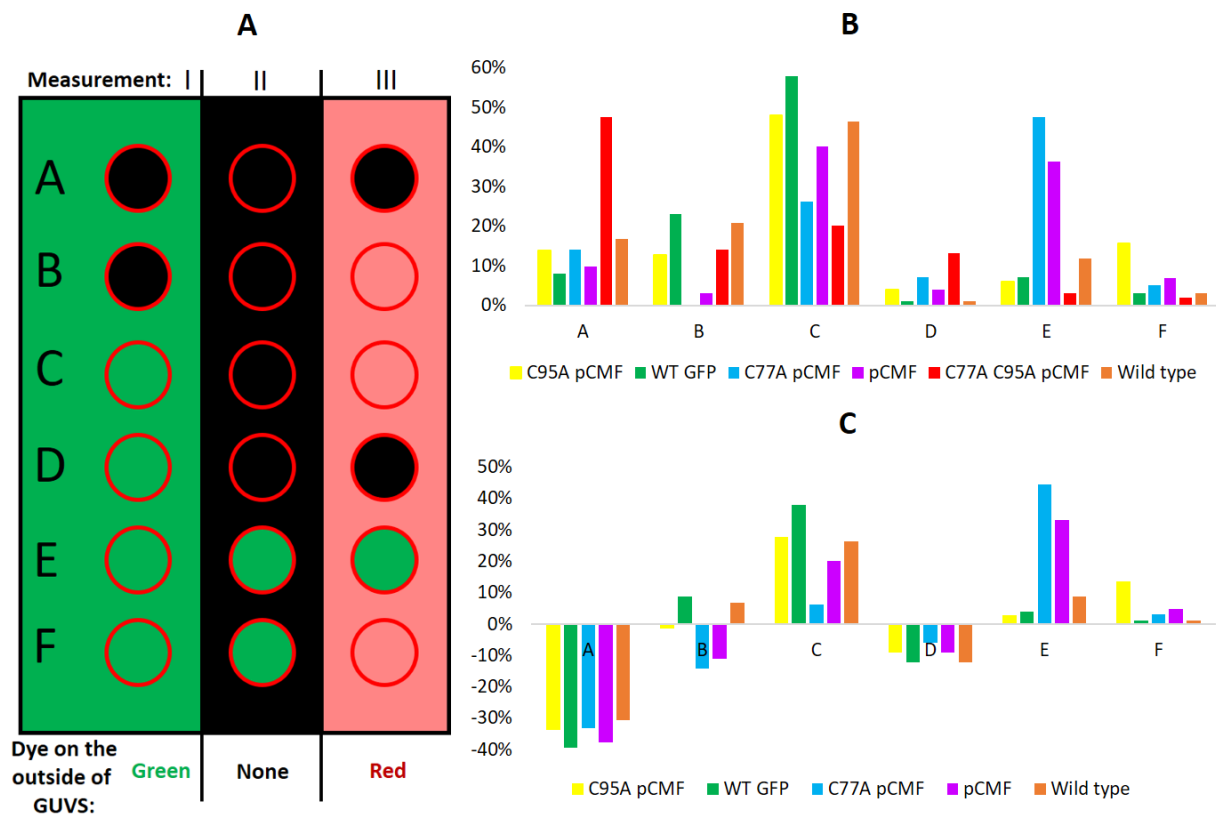 A
Measurement: | || |||
A
B
C
D
E
F
Dye on the
outside of
GUVS:
Green None Red
B
60%
50%
40%
30%
20%
10%
0%
A B C D E F
C95A pCMF WT GFP C77A pCMF pCMF C77A C95A pCMF Wild type
C
50%
40%
30%
20%
10%
0%
-10%
-20%
-30%
-40%
A B C D E F
C95A pCMF WT GFP C77A pCMF pCMF Wild type